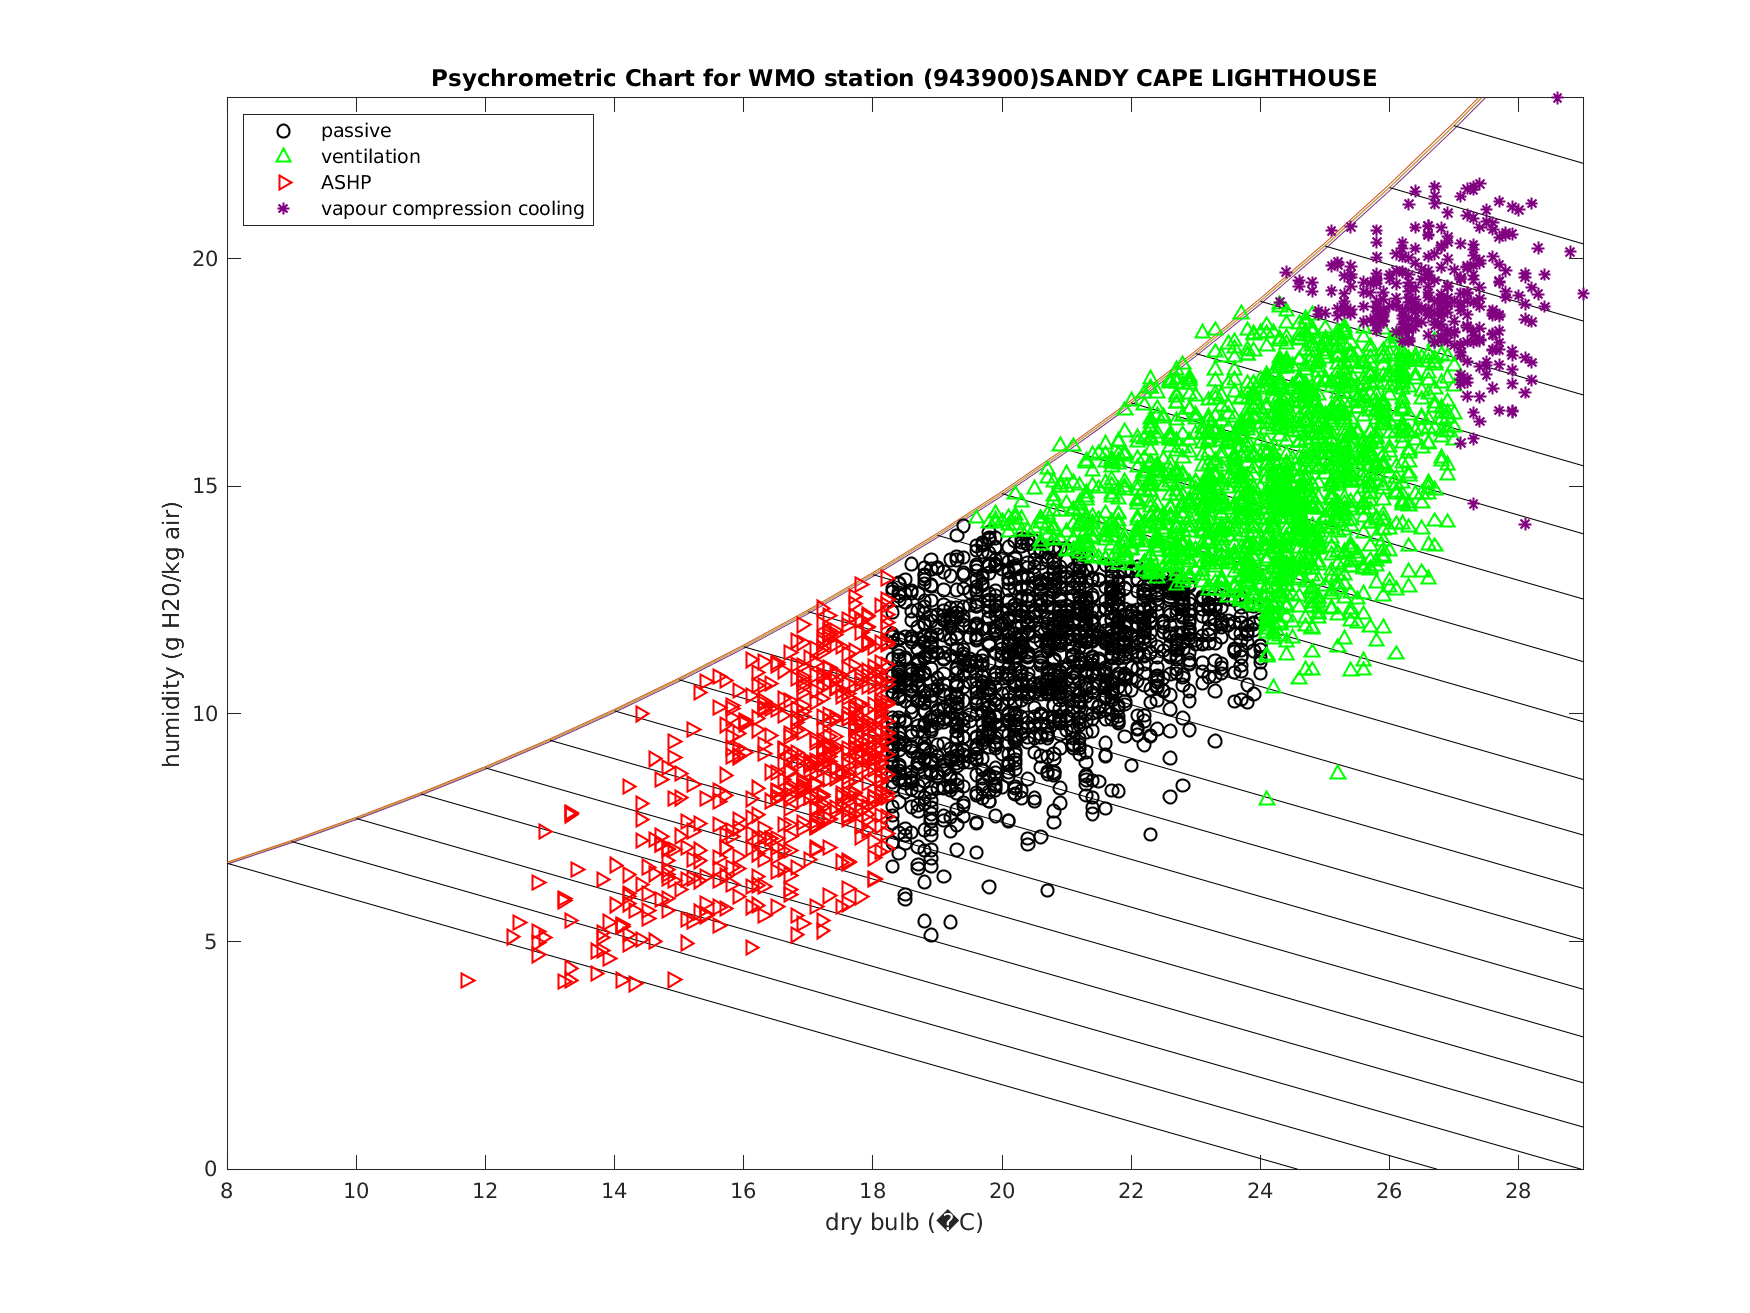 Psychrometric Chart for WMO station (943900)SANDY CAPE LIGHTHOUSE
passive
ventilation
ASHP
vapour compression cooling
humidity (g H20/kg air)
20
15
10
5
0
8 10 12 14 16 18 20 22 24 26 28
dry bulb (�C)